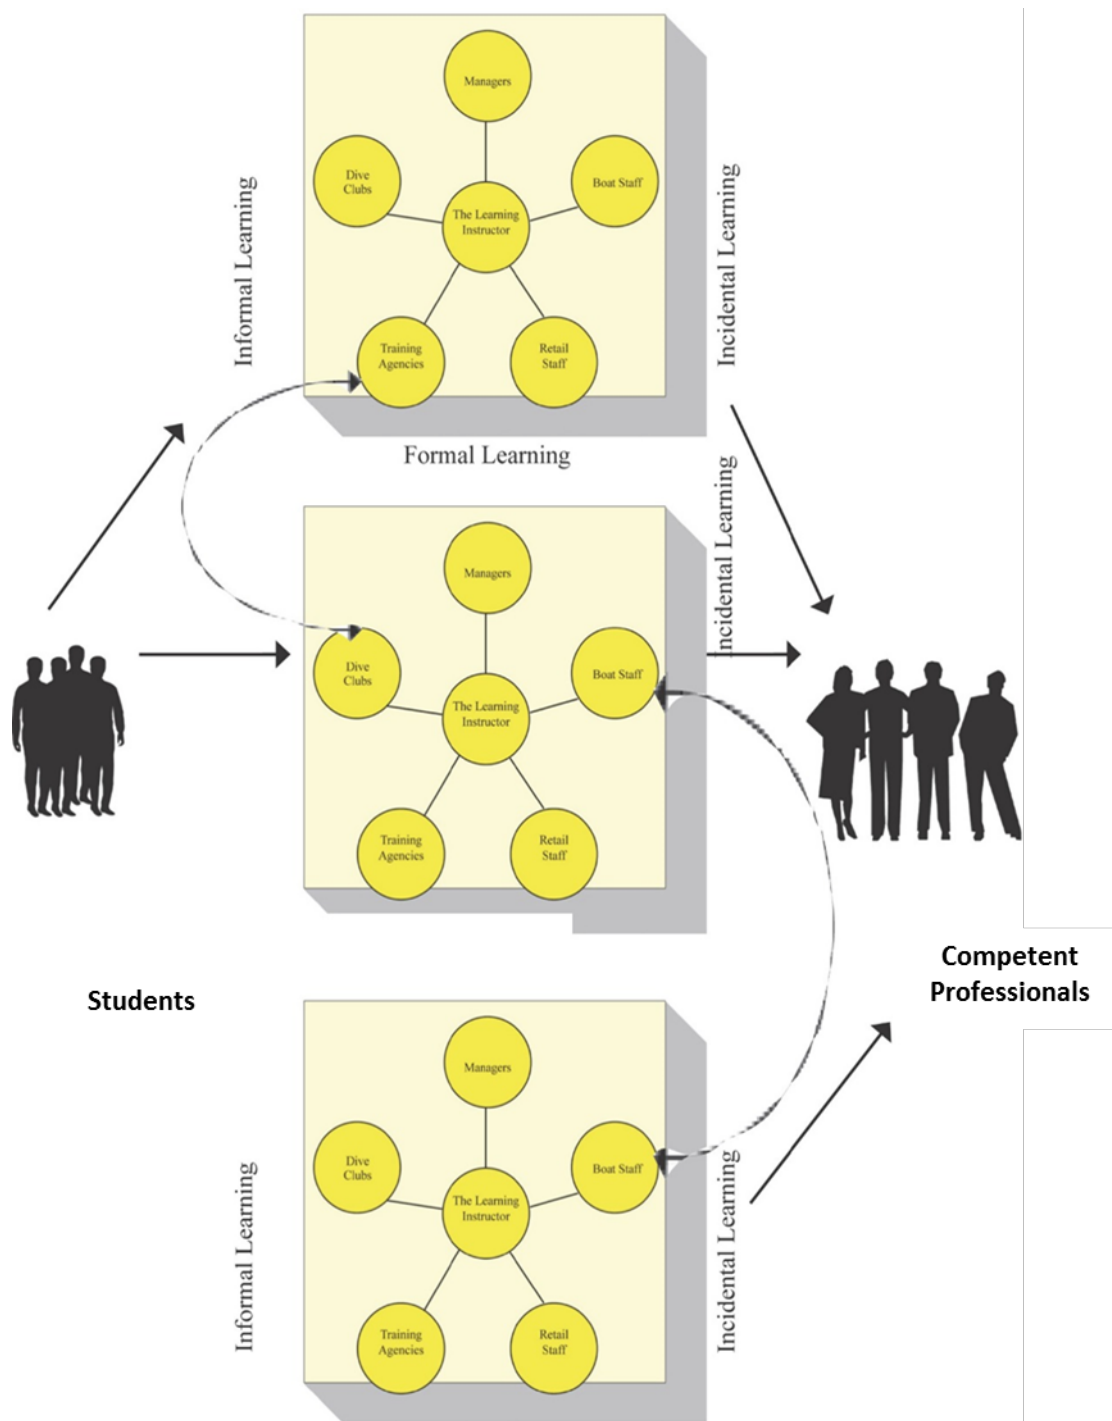 Managers
Dive
Clubs
Boat Staff
The Learning
Instructor
Training
Agencies
Retail
Staff
Informal Learning
Incidental Learning
Formal Learning
Incidental Learning
Managers
Dive
Clubs
Boat Staff
The Learning
Instructor
Training
Agencies
Retail
Staff
Students
Competent
Professionals
Managers
Dive
Clubs
Boat Staff
The Learning
Instructor
Training
Agencies
Retail
Staff
Informal Learning
Incidental Learning